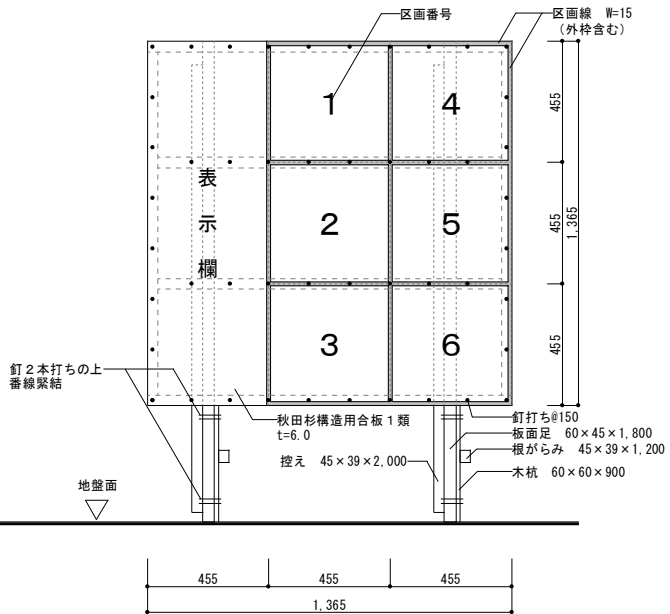 区画番号
区画線 W=15
(外枠含む)
1
4
表示欄
2
5
3
6
455
455
455
1,365
釘2本打ちの上
番線緊結
秋田杉構造用合板1類
t=6.0
釘打ち@150
板面足 60×45×1,800
根がらみ 45×39×1,200
控え 45×39×2,000
木杭 60×60×900
地盤面
455
455
455
1,365